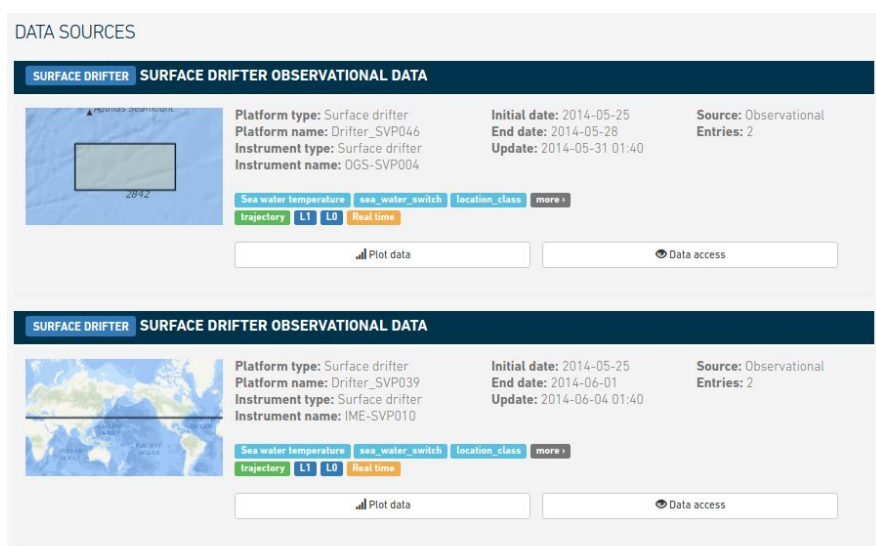 DATA SOURCES
SURFACE DRIFTER SURFACE DRIFTER OBSERVATIONAL DATA
Agulhas Seamount
2842
Platform type: Surface drifter
Platform name: Drifter_SVP046
Instrument type: Surface drifter
Instrument name: OGS-SVP004
Initial date: 2014-05-25
End date: 2014-05-28
Update: 2014-05-31 01:40
Source: Observational
Entries: 2
Sea water temperature sea_water_switch location_class more ›
trajectory L1 L0 Real time
Plot data Data access
SURFACE DRIFTER SURFACE DRIFTER OBSERVATIONAL DATA
PACIFIC
OCEAN
Platform type: Surface drifter
Platform name: Drifter_SVP039
Instrument type: Surface drifter
Instrument name: IME-SVP010
Initial date: 2014-05-25
End date: 2014-06-01
Update: 2014-06-04 01:40
Source: Observational
Entries: 2
Sea water temperature sea_water_switch location_class more ›
trajectory L1 L0 Real time
Plot data Data access